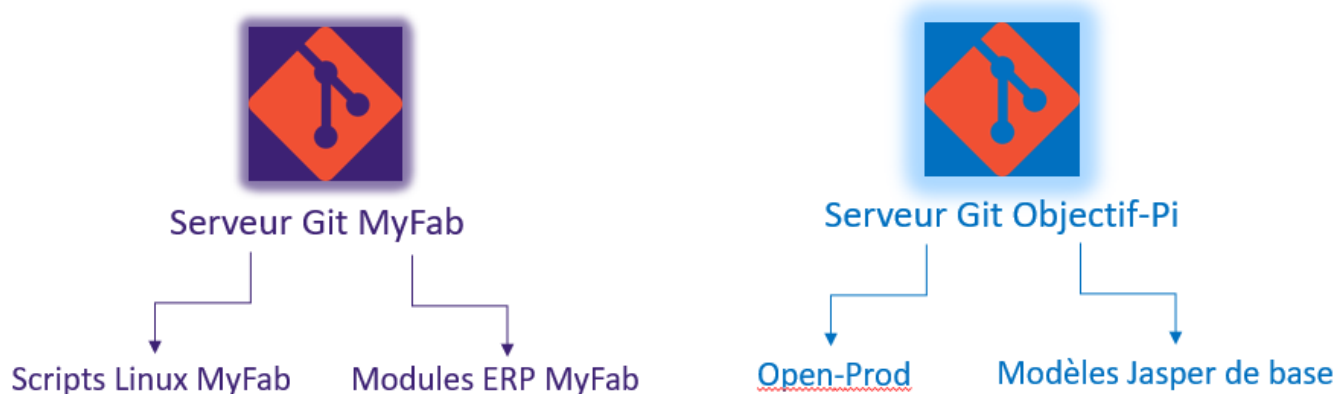 Serveur Git MyFab
Serveur Git Objectif-Pi
Scripts Linux MyFab
Modules ERP MyFab
Open-Prod
Modèles Jasper de base